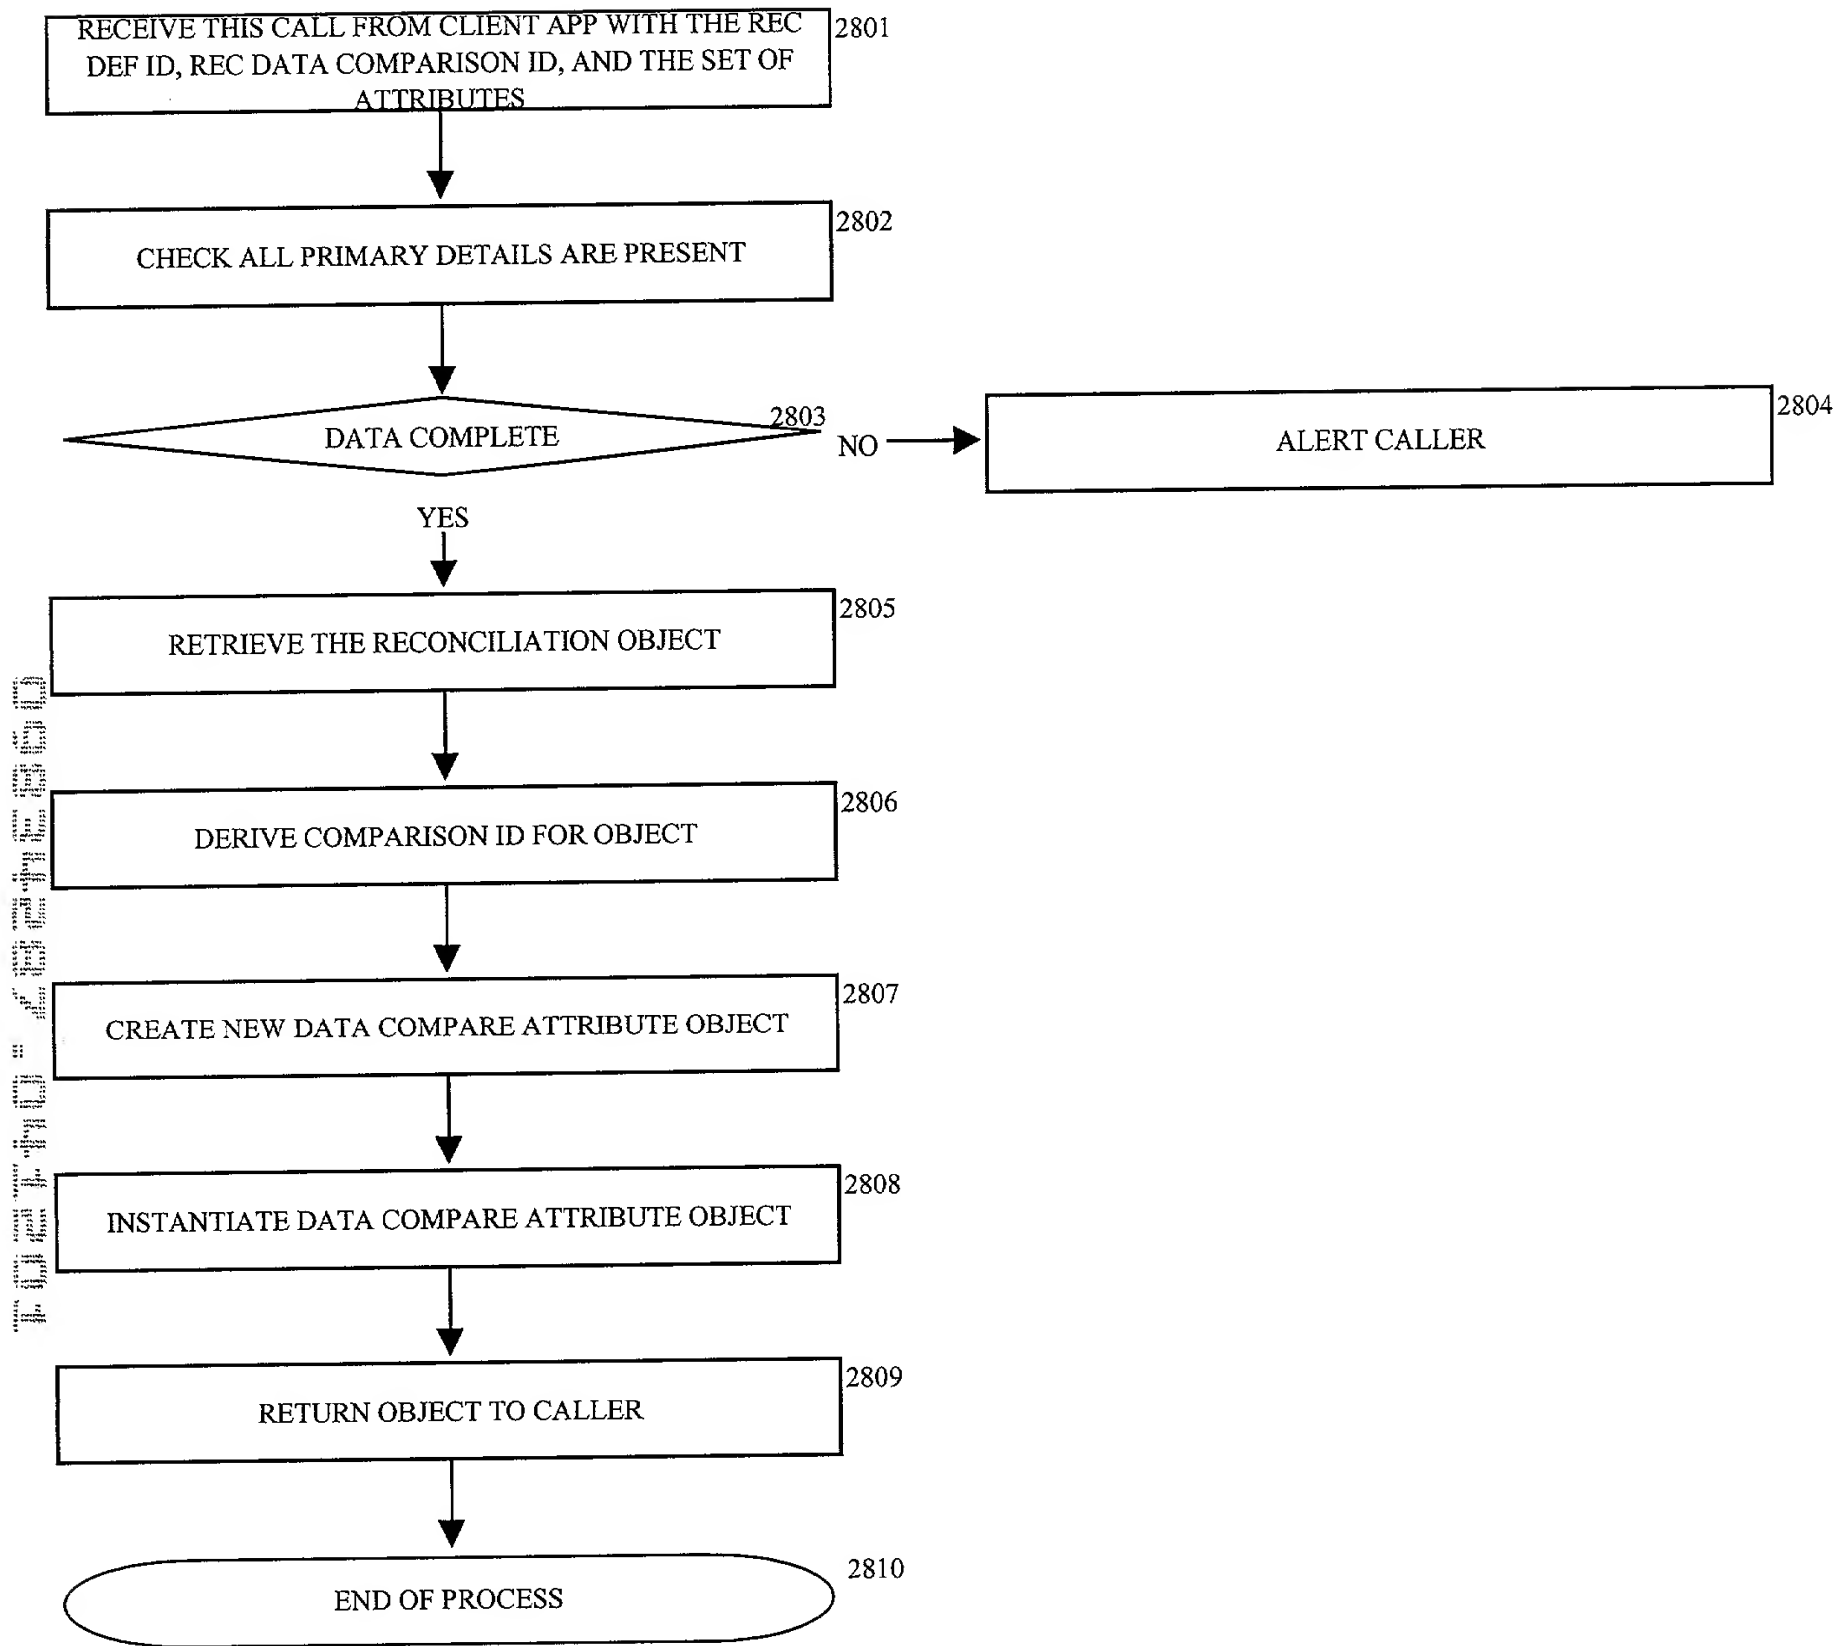 RECEIVE THIS CALL FROM CLIENT APP WITH THE REC
DEF ID, REC DATA COMPARISON ID, AND THE SET OF
ATTRIBUTES
2801
CHECK ALL PRIMARY DETAILS ARE PRESENT
2802
DATA COMPLETE
2803
NO
ALERT CALLER
2804
YES
RETRIEVE THE RECONCILIATION OBJECT
2805
DERIVE COMPARISON ID FOR OBJECT
2806
CREATE NEW DATA COMPARE ATTRIBUTE OBJECT
2807
INSTANTIATE DATA COMPARE ATTRIBUTE OBJECT
2808
RETURN OBJECT TO CALLER
2809
END OF PROCESS
2810